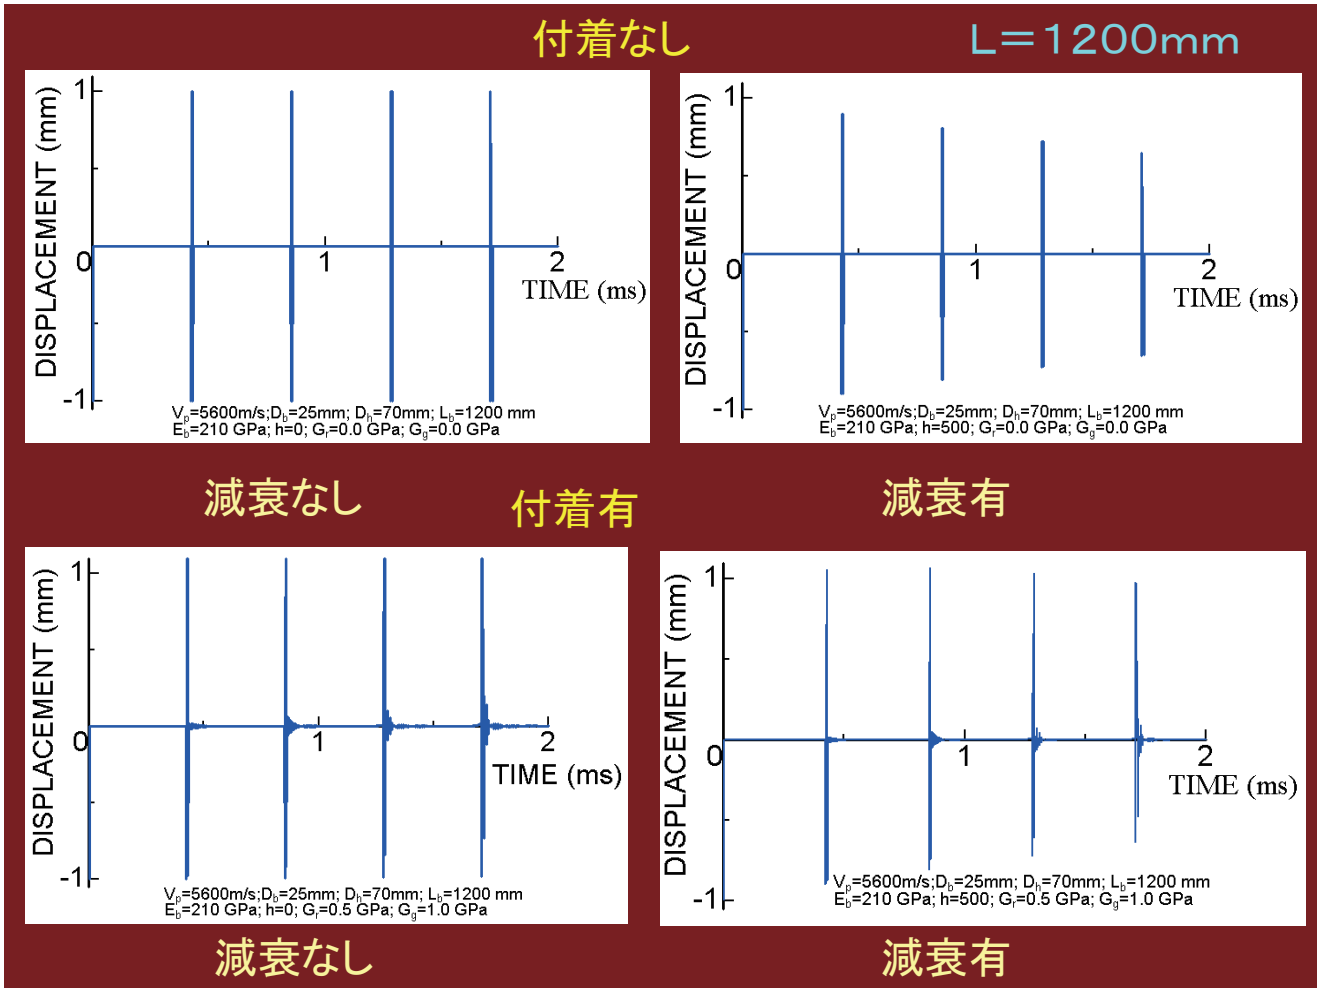 付着なし
L＝1200mm
DISPLACEMENT (mm)
1
0
-1
1
2
TIME (ms)
Vp=5600m/s;Db=25mm; Dh=70mm; Lb=1200 mm
Eb=210 GPa; h=0; Gr=0.0 GPa; Gg=0.0 GPa
DISPLACEMENT (mm)
1
0
-1
1
2
TIME (ms)
Vp=5600m/s;Db=25mm; Dh=70mm; Lb=1200 mm
Eb=210 GPa; h=500; Gr=0.0 GPa; Gg=0.0 GPa
減衰なし
減衰有
付着有
DISPLACEMENT (mm)
1
0
-1
1
2
TIME (ms)
Vp=5600m/s;Db=25mm; Dh=70mm; Lb=1200 mm
Eb=210 GPa; h=0; Gr=0.5 GPa; Gg=1.0 GPa
DISPLACEMENT (mm)
1
0
-1
1
2
TIME (ms)
Vp=5600m/s;Db=25mm; Dh=70mm; Lb=1200 mm
Eb=210 GPa; h=500; Gr=0.5 GPa; Gg=1.0 GPa
減衰なし
減衰有